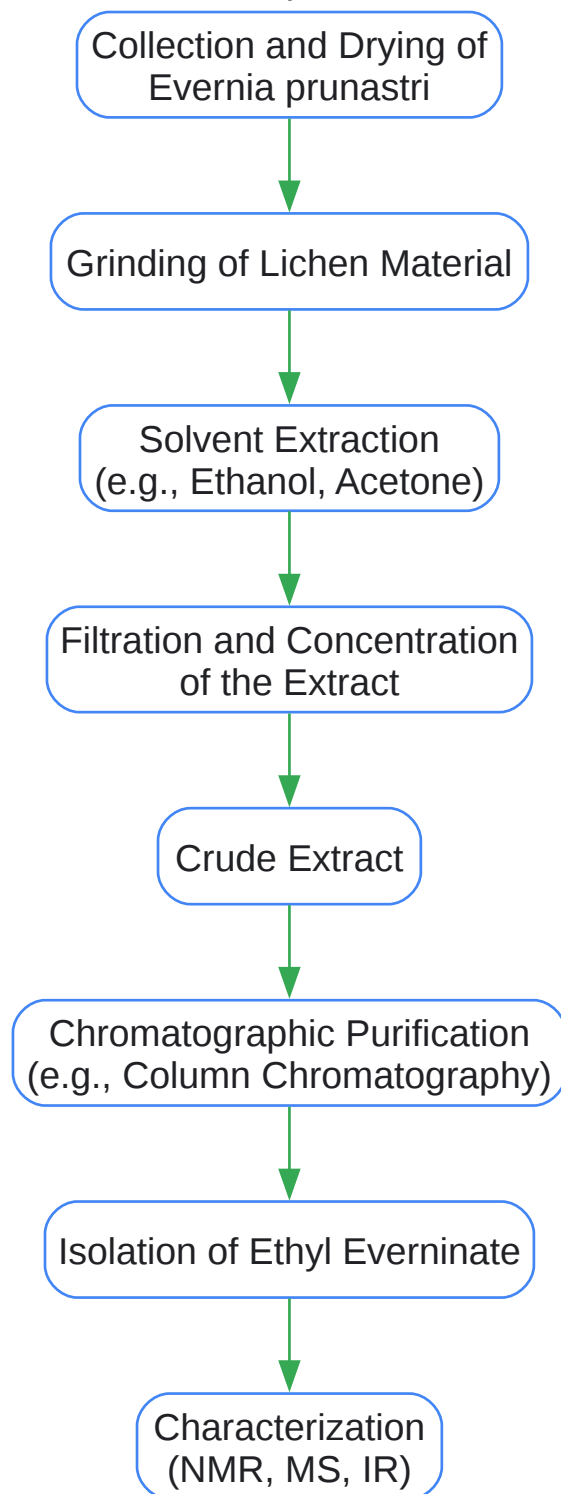 Collection and Drying of
Evernia prunastri
Grinding of Lichen Material
Solvent Extraction
(e.g., Ethanol, Acetone)
Filtration and Concentration
of the Extract
Crude Extract
Chromatographic Purification
(e.g., Column Chromatography)
Isolation of Ethyl Everninate
Characterization
(NMR, MS, IR)